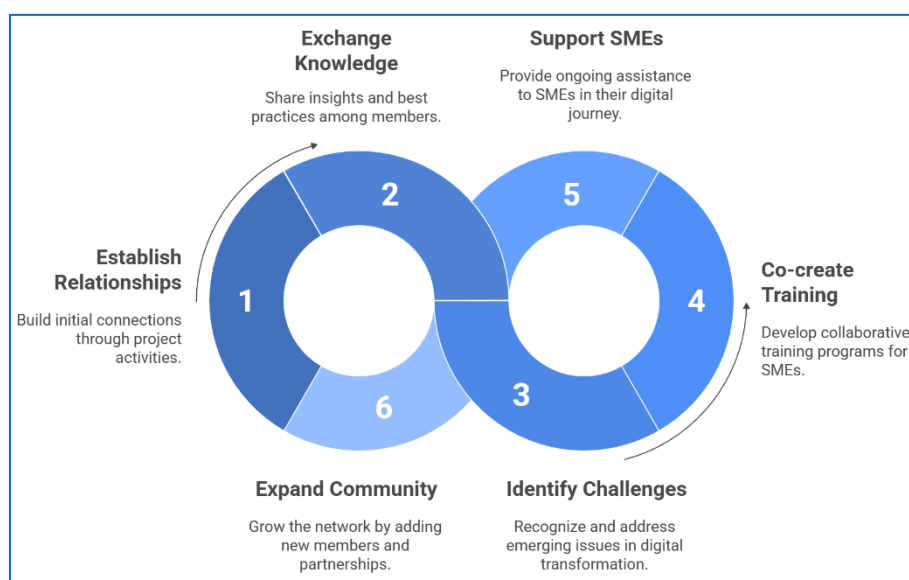 Exchange
Knowledge
Share insights and best
practices among members.
Support SMEs
Provide ongoing assistance
to SMEs in their digital
journey.
2
5
Establish
Relationships
Build initial connections
through project
activities.
1
4
Co-create
Training
Develop collaborative
training programs for
SMEs.
6
3
Expand Community
Grow the network by adding
new members and
partnerships.
Identify Challenges
Recognize and address
emerging issues in digital
transformation.